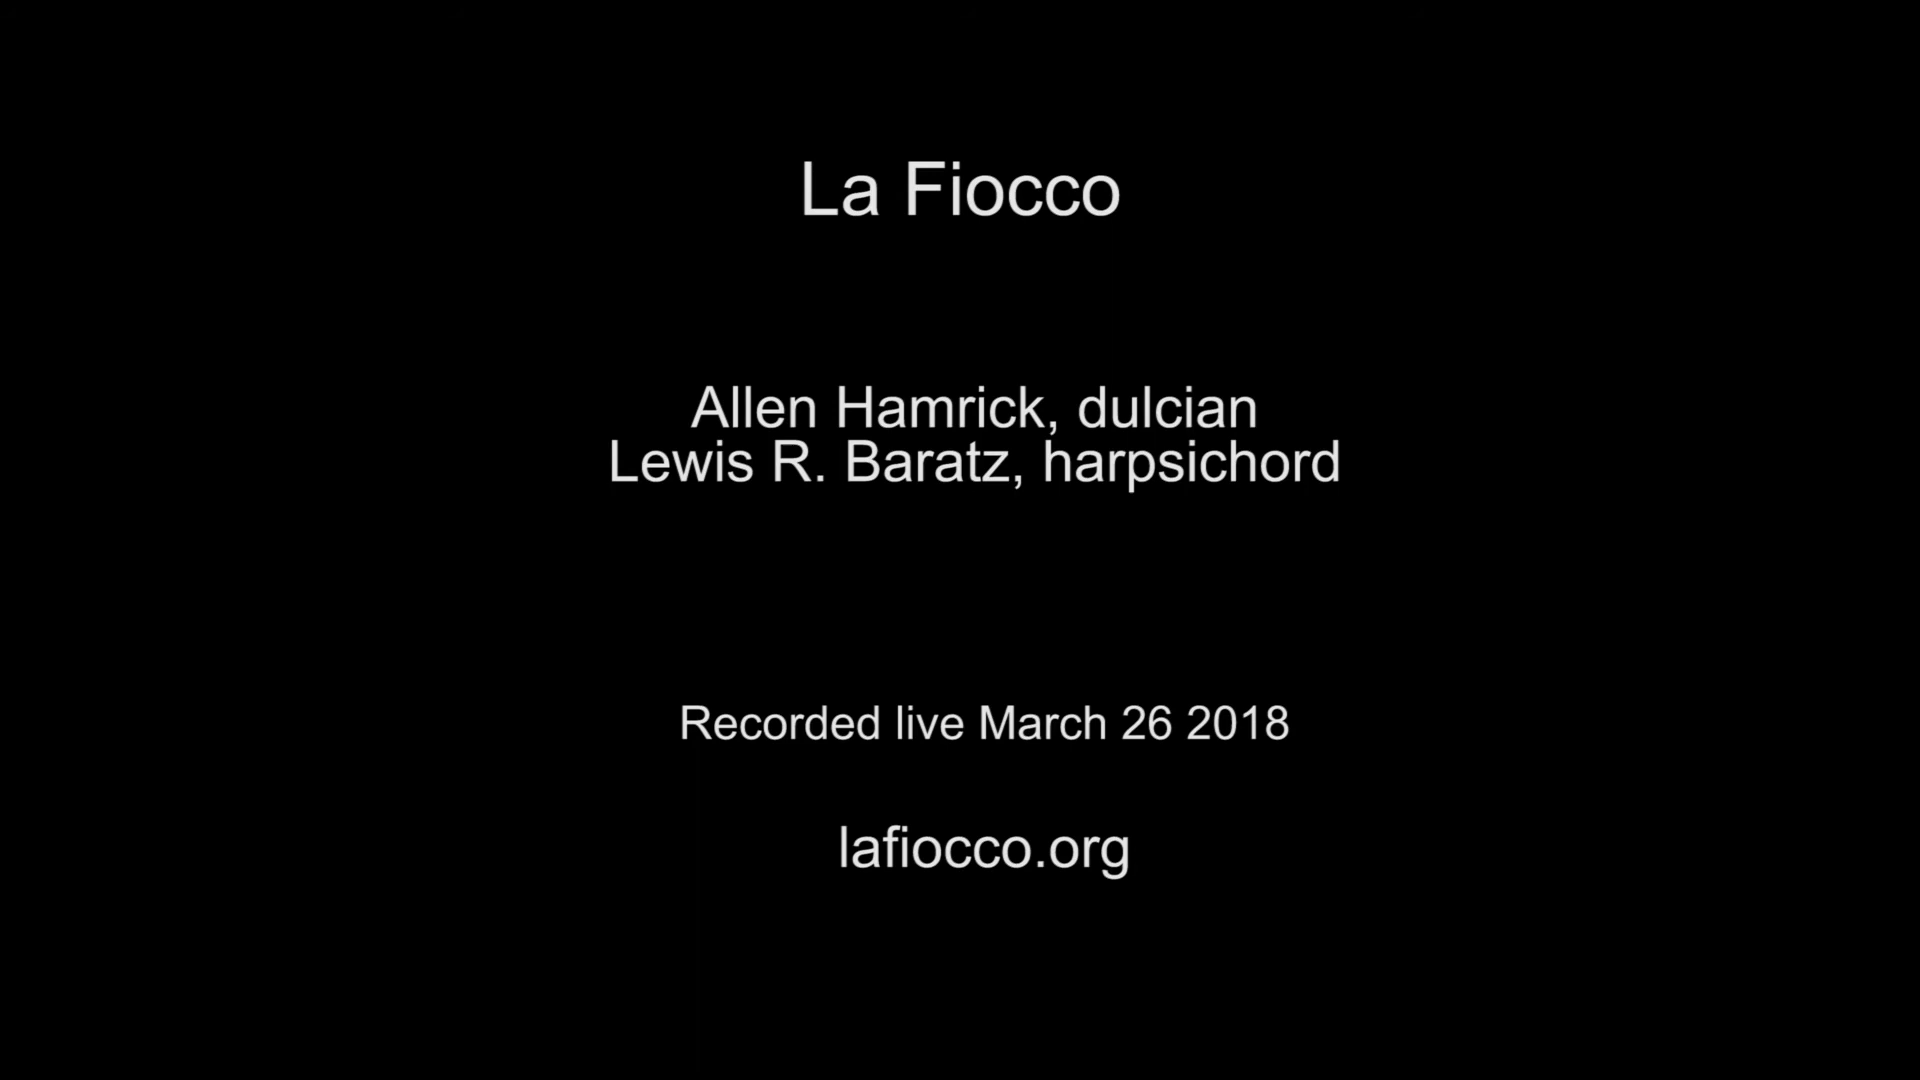 La Fiocco
Allen Hamrick, dulcian
Lewis R. Baratz, harpsichord
Recorded live March 26 2018
lafiocco.org